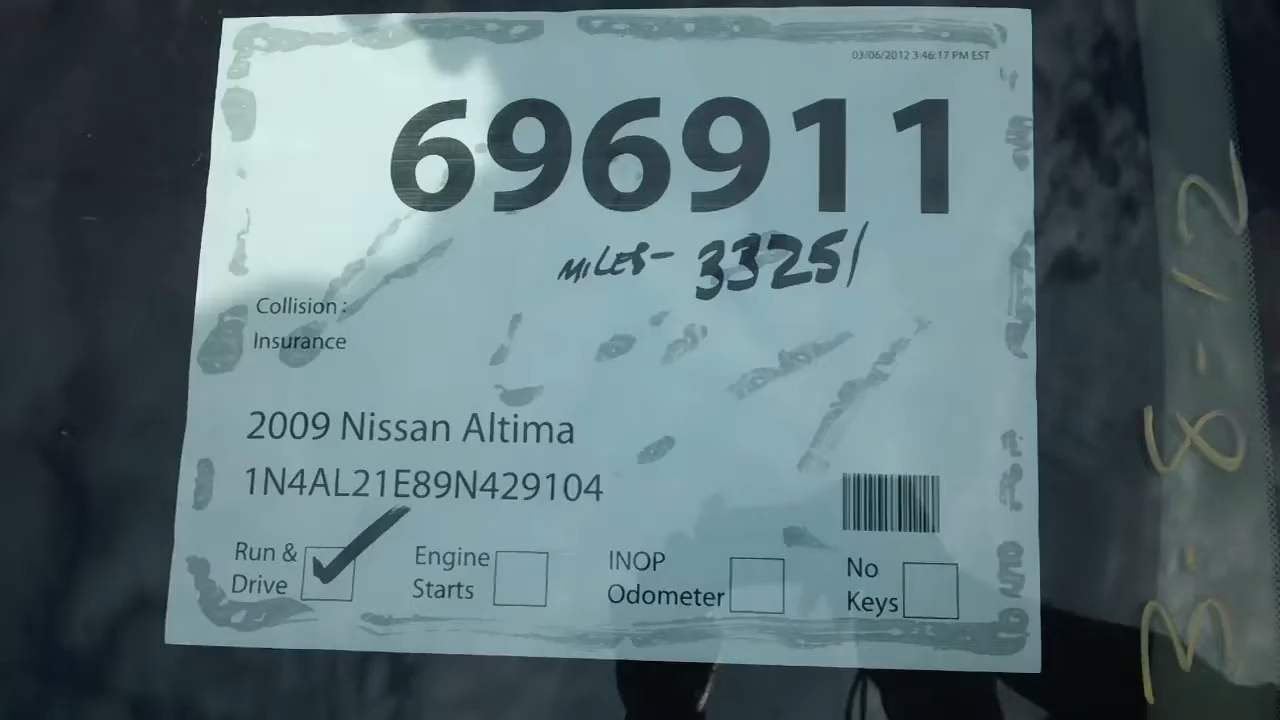 03/06/2012 3:46:17 PM EST
696911
MILES- 33251
Collision :
Insurance
2009 Nissan Altima
1N4AL21E89N429104
Run & Drive
Engine Starts
INOP Odometer
No Keys
3-8-12